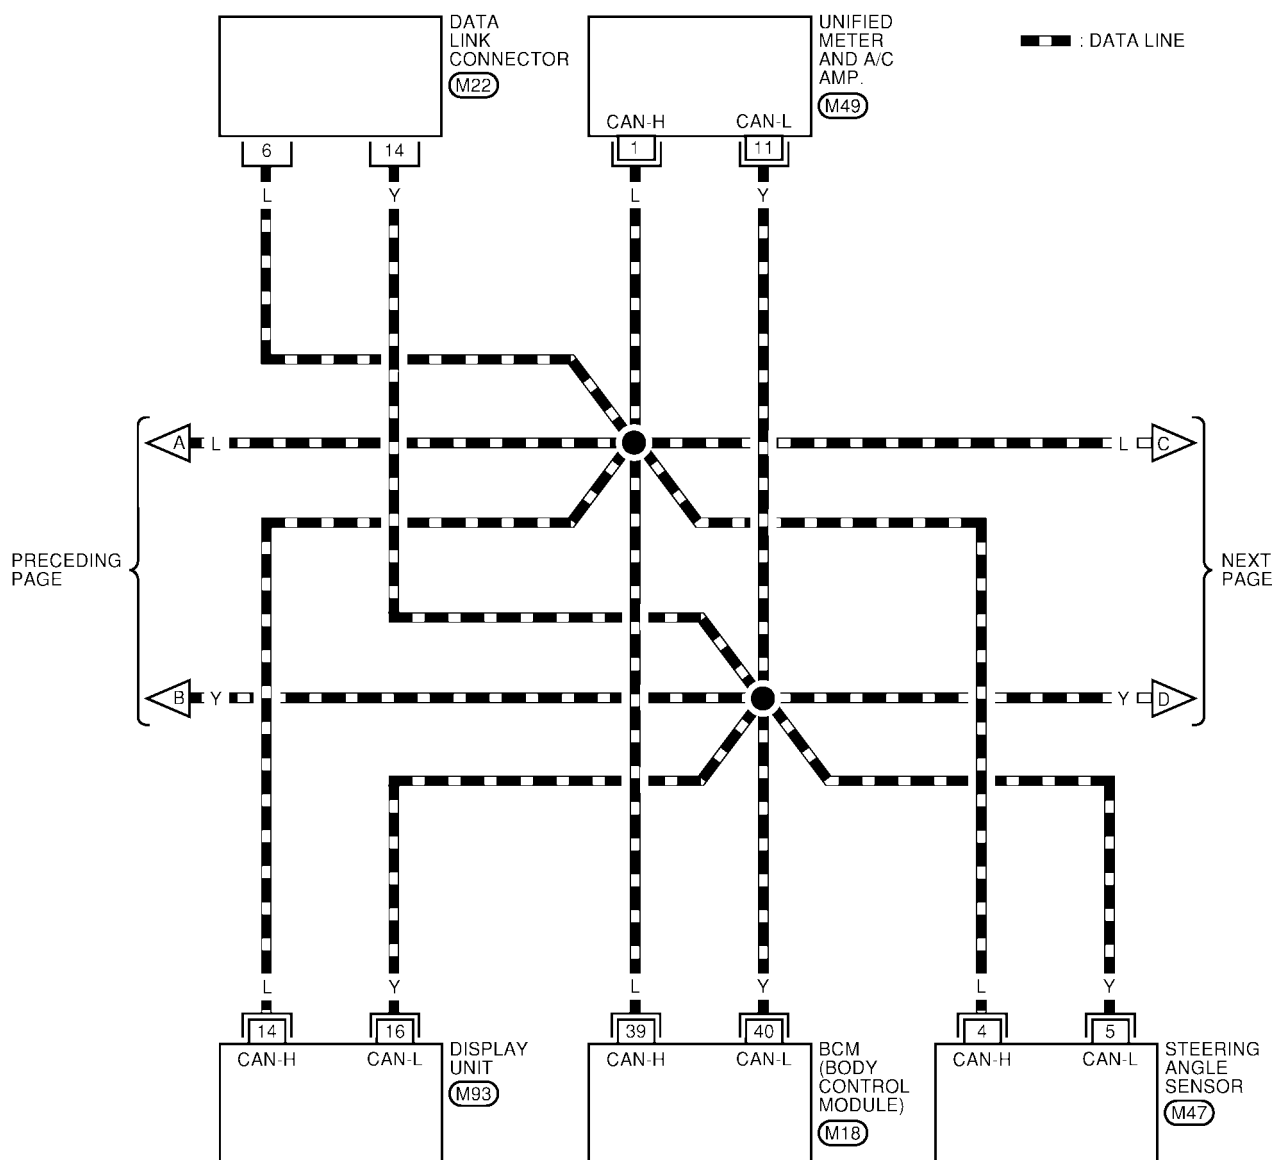 DATA
LINK
CONNECTOR
M22
UNIFIED
METER
AND A/C
AMP.
M49
: DATA LINE
CAN-H
CAN-L
6
14
1
11
L
Y
L
Y
A
L
L
C
PRECEDING
PAGE
NEXT
PAGE
B
Y
Y
D
L
Y
L
Y
L
Y
14
16
39
40
4
5
CAN-H
CAN-L
DISPLAY
UNIT
M93
CAN-H
CAN-L
BCM
(BODY
CONTROL
MODULE)
M18
CAN-H
CAN-L
STEERING
ANGLE
SENSOR
M47